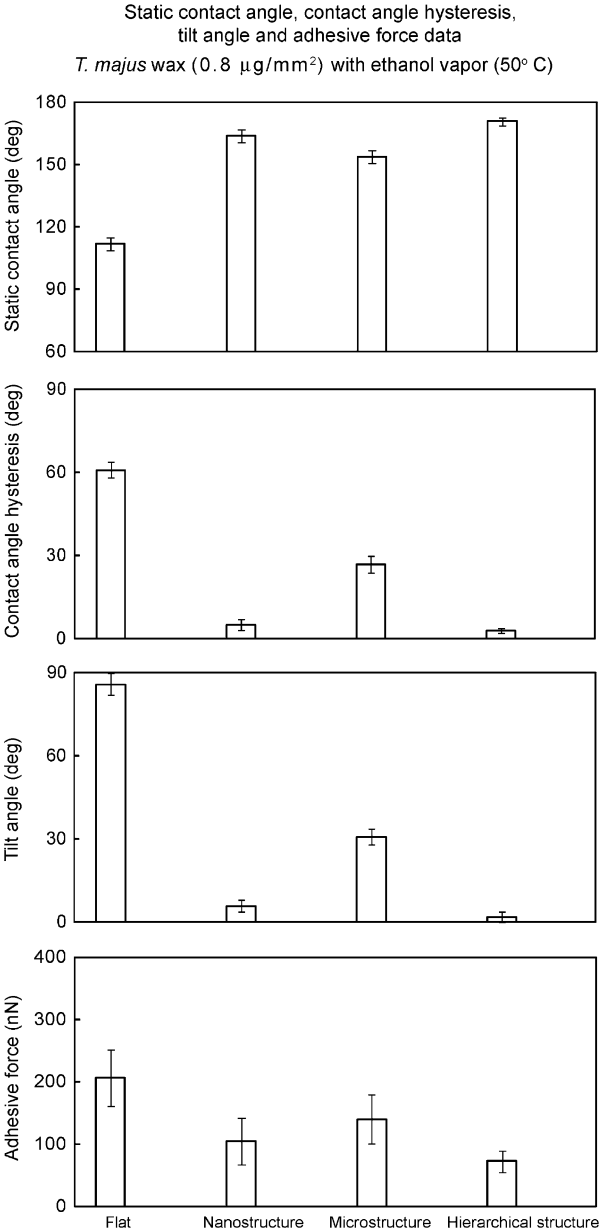 Static contact angle, contact angle hysteresis,
tilt angle and adhesive force data
T. majus wax (0.8 μg/mm²) with ethanol vapor (50° C)
Static contact angle (deg)
180
150
120
90
60
Contact angle hysteresis (deg)
90
60
30
0
Tilt angle (deg)
90
60
30
0
Adhesive force (nN)
400
300
200
100
0
Flat Nanostructure Microstructure Hierarchical structure